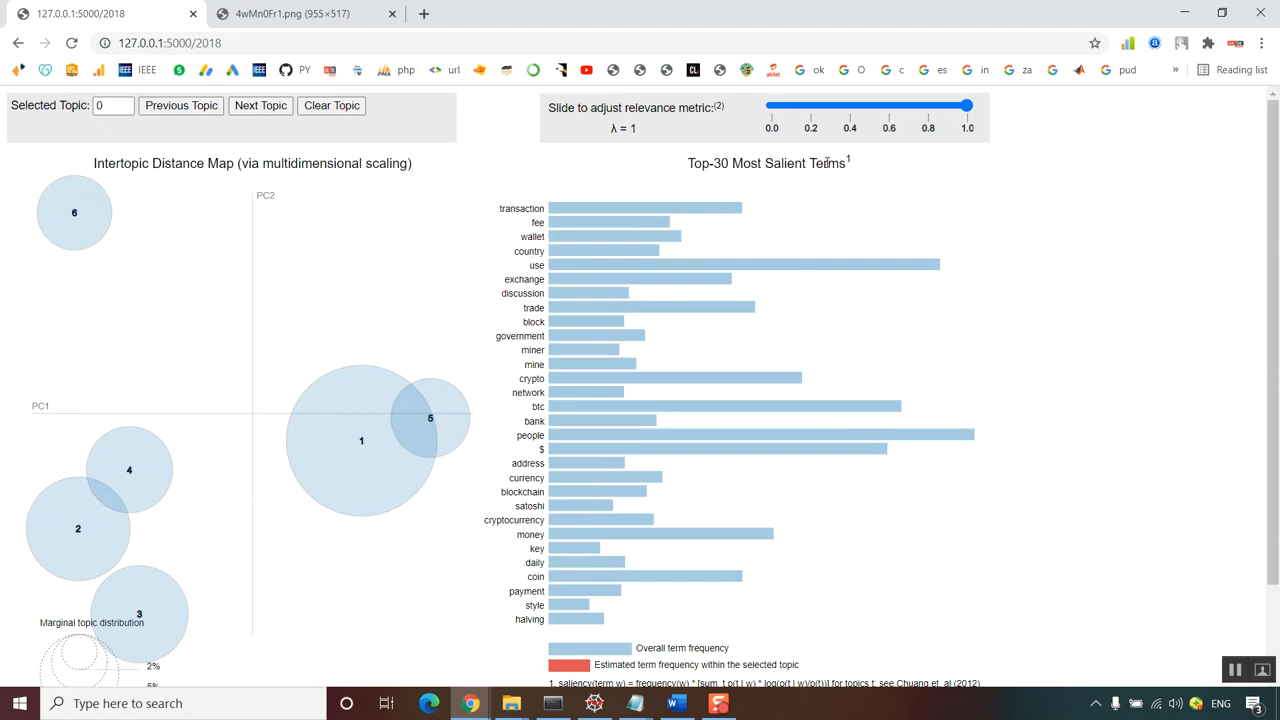 127.0.0.1:5000/2018
4wMn0Fr1.png (955×517)
127.0.0.1:5000/2018
IEEE
PY
php
url
ok
O
c
es
in
za
pud
»
Reading list
Selected Topic: 0 Previous Topic Next Topic Clear Topic
Slide to adjust relevance metric:(2)
λ = 1
0.0 0.2 0.4 0.6 0.8 1.0
Intertopic Distance Map (via multidimensional scaling)
Top-30 Most Salient Terms1
PC2
PC1
6
1
5
4
2
3
Marginal topic distribution
2%
transaction
fee
wallet
country
use
exchange
discussion
trade
block
government
miner
mine
crypto
network
btc
bank
people
$
address
currency
blockchain
satoshi
cryptocurrency
money
key
daily
coin
payment
style
halving
Overall term frequency
Estimated term frequency within the selected topic
1. saliency(term w) = frequency(w) * [sum_t p(t | w) * log(p(t | w)/p(t))] for topics t; see Chuang et. al (2012)
Type here to search
ENG
3